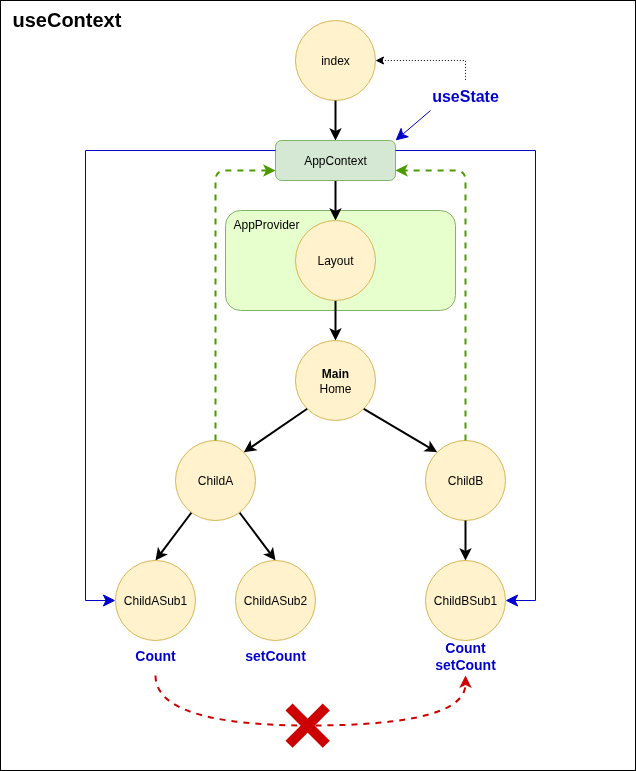 useContext
index
useState
AppContext
AppProvider
Layout
Main
Home
ChildA
ChildB
ChildASub1
ChildASub2
ChildBSub1
Count
setCount
Count
setCount